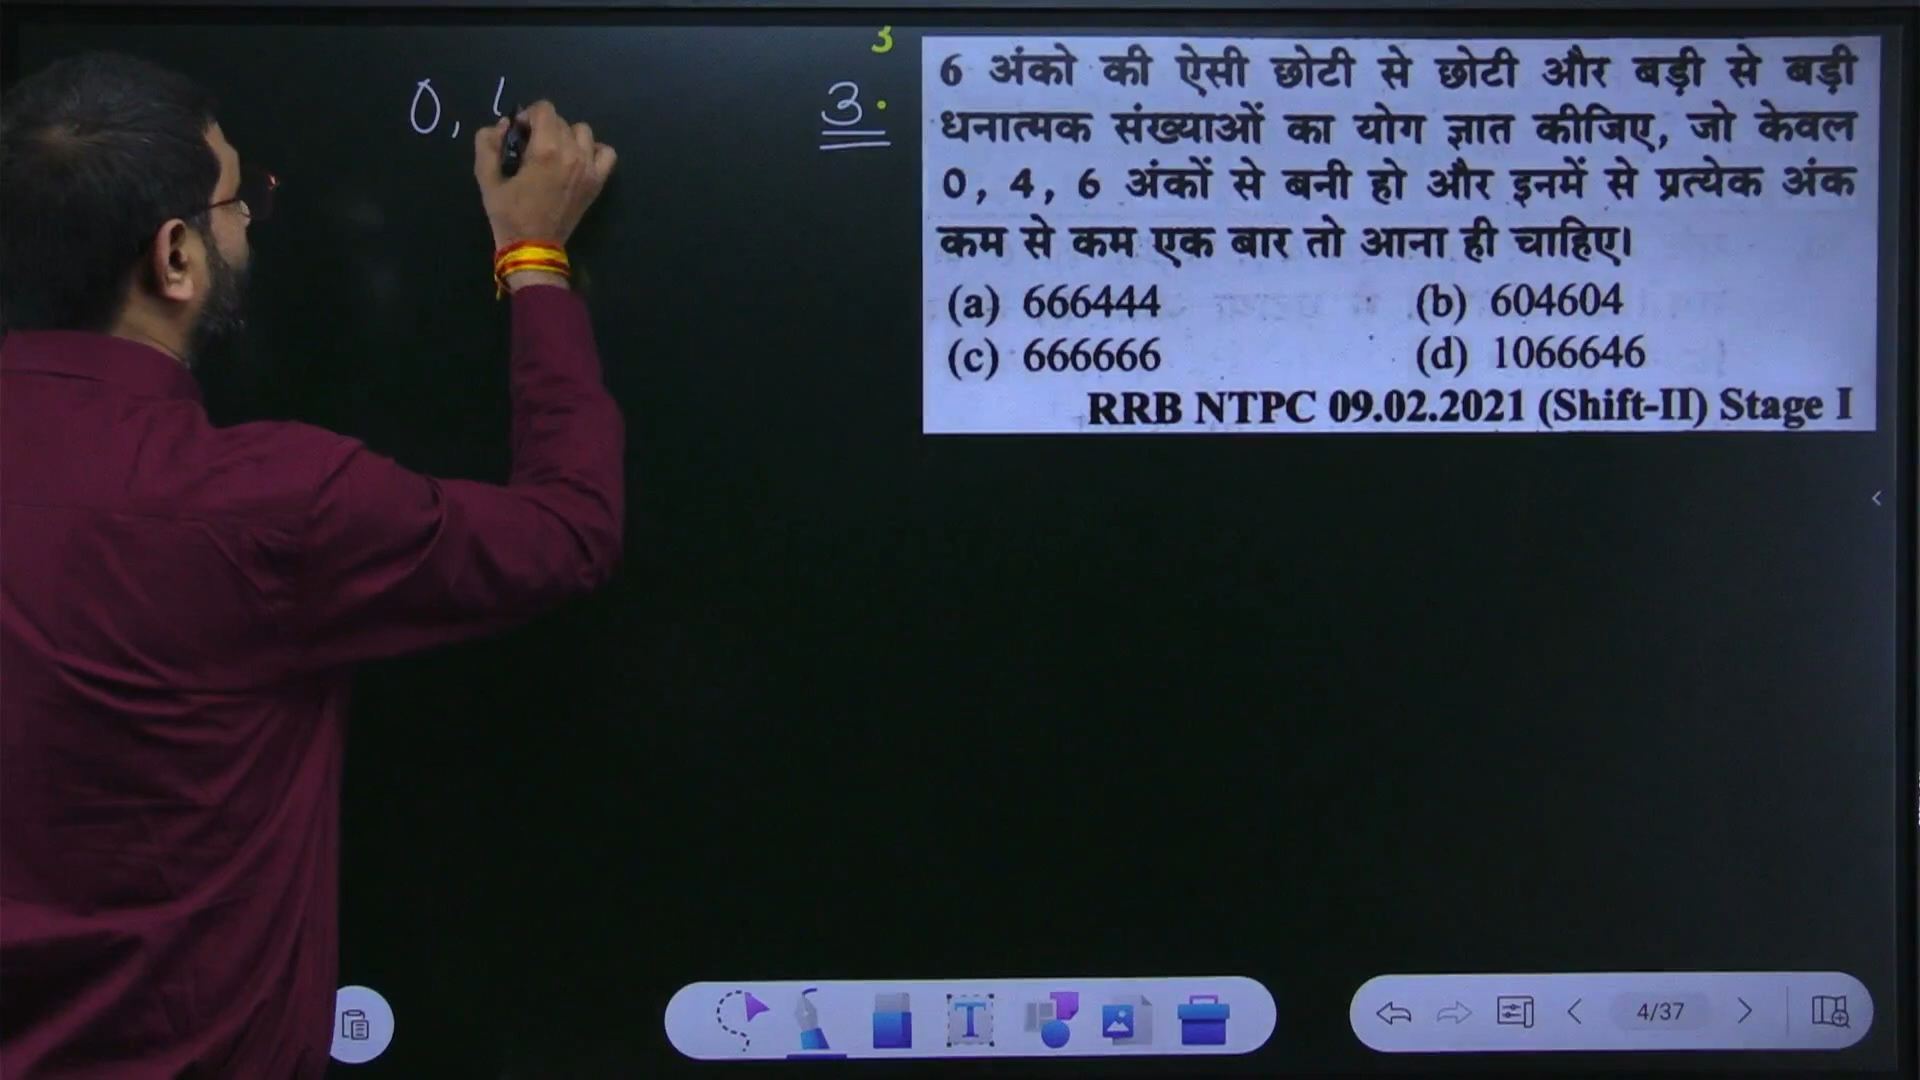 3
0, 4
3.
6 अंको की ऐसी छोटी से छोटी और बड़ी से बड़ी
धनात्मक संख्याओं का योग ज्ञात कीजिए, जो केवल
0, 4, 6 अंकों से बनी हो और इनमें से प्रत्येक अंक
कम से कम एक बार तो आना ही चाहिए।
(a) 666444 (b) 604604
(c) 666666 (d) 1066646
RRB NTPC 09.02.2021 (Shift-II) Stage I
T
4/37